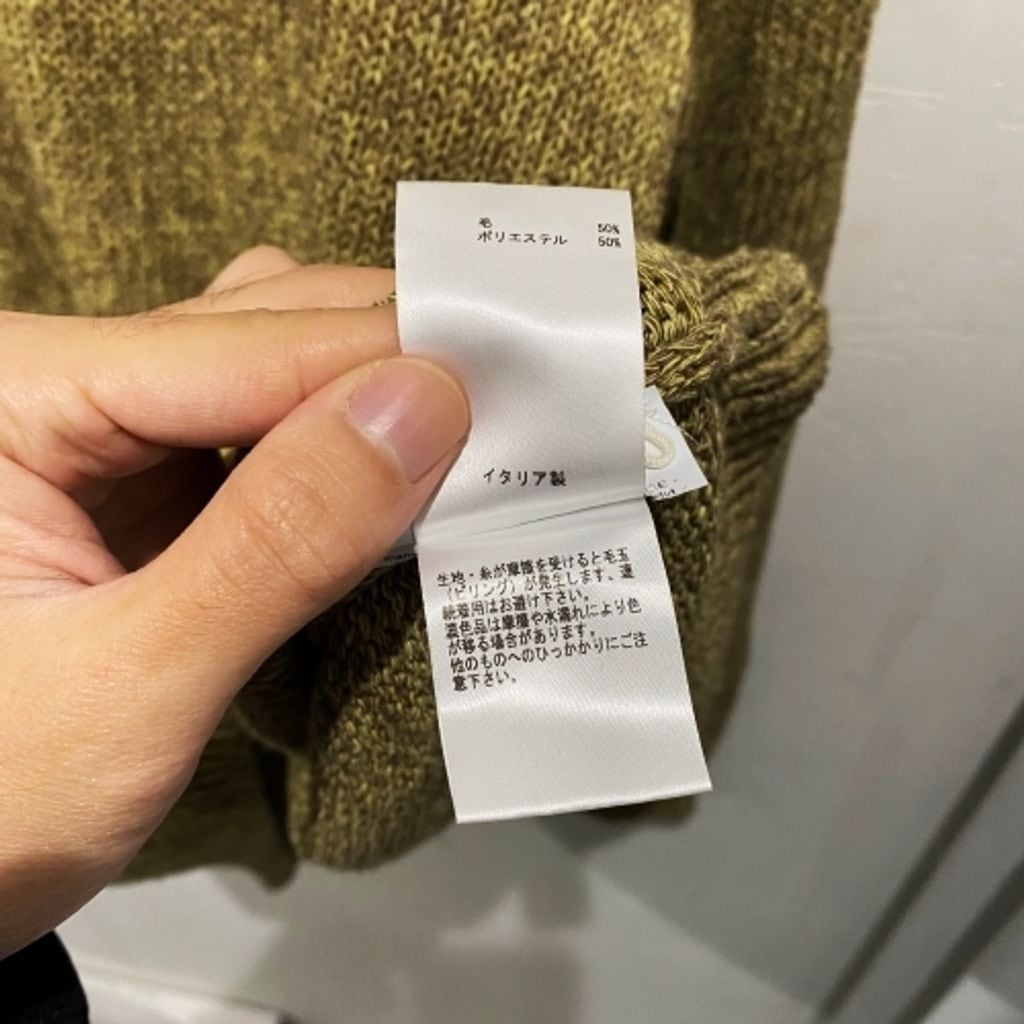 毛 50%
ポリエステル 50%
イタリア製
生地・糸が摩擦を受けると毛玉
(ピリング)が発生します。連
続着用はお避け下さい。
濃色品は摩擦や水濡れにより色
が移る場合があります。
他のものへのひっかかりにご注
意下さい。